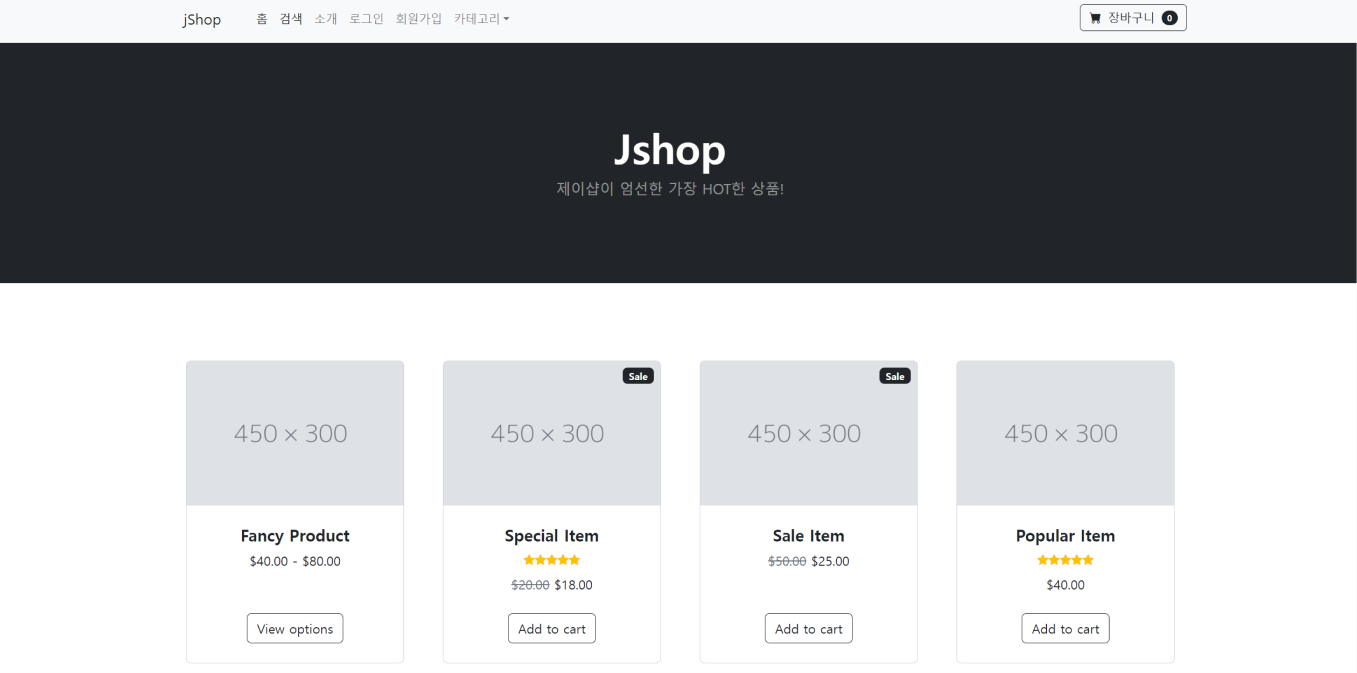 jShop 홈 검색 소개 로그인 회원가입 카테고리 장바구니 0
Jshop
제이샵이 엄선한 가장 HOT한 상품!
Sale Sale
450 × 300 450 × 300 450 × 300 450 × 300
Fancy Product Special Item Sale Item Popular Item
$40.00 - $80.00 $50.00 $25.00
$20.00 $18.00 $40.00
View options Add to cart Add to cart Add to cart